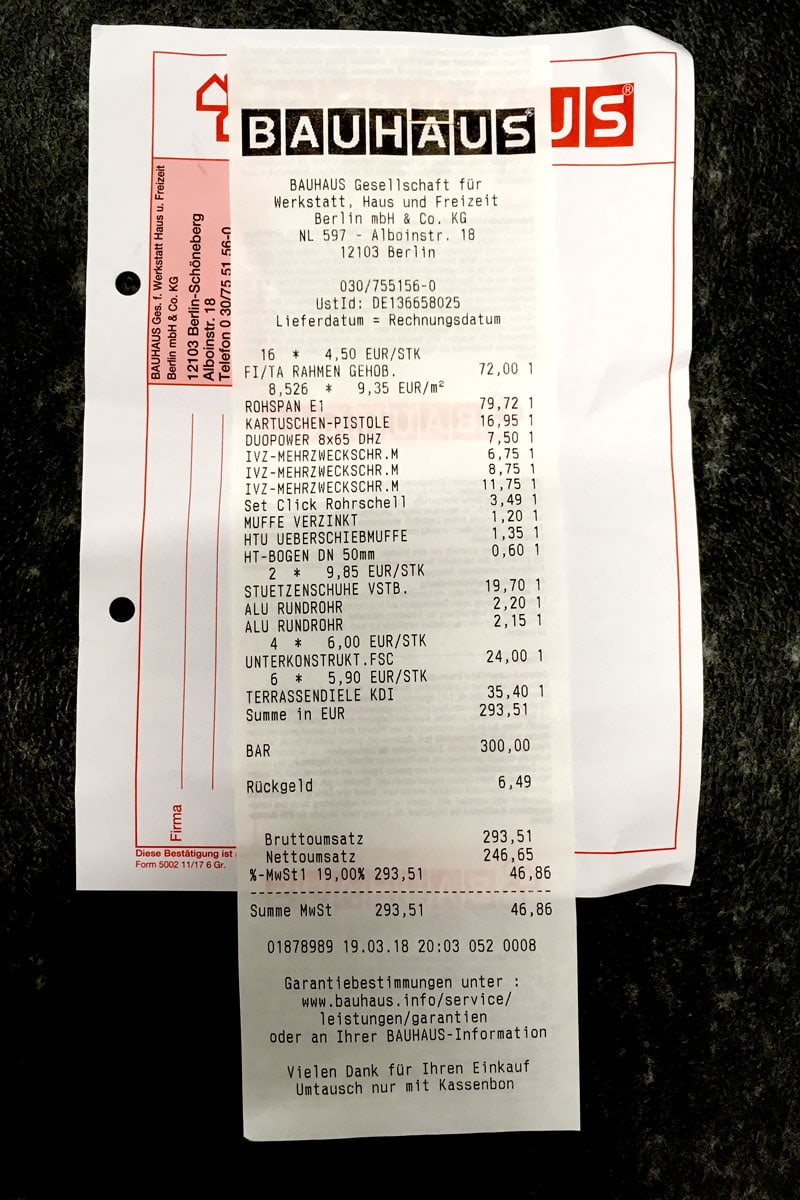 US®
BAUHAUS
BAUHAUS Ges. f. Werkstatt Haus u. Freizeit
Berlin mbH & Co. KG
12103 Berlin-Schöneberg
Alboinstr. 18
Telefon 0 30/75 51 56-0
Firma
Diese Bestätigung ist
Form 5002 11/17 6 Gr.
BAUHAUS Gesellschaft für
Werkstatt, Haus und Freizeit
Berlin mbH & Co. KG
NL 597 - Alboinstr. 18
12103 Berlin
030/755156-0
UstId: DE136658025
Lieferdatum = Rechnungsdatum
16 * 4,50 EUR/STK
FI/TA RAHMEN GEHOB. 72,00 1
8,526 * 9,35 EUR/m²
ROHSPAN E1 79,72 1
KARTUSCHEN-PISTOLE 16,95 1
DUOPOWER 8x65 DHZ 7,50 1
IVZ-MEHRZWECKSCHR.M 6,75 1
IVZ-MEHRZWECKSCHR.M 8,75 1
IVZ-MEHRZWECKSCHR.M 11,75 1
Set Click Rohrschell 3,49 1
MUFFE VERZINKT 1,20 1
HTU UEBERSCHIEBMUFFE 1,35 1
HT-BOGEN DN 50mm 0,60 1
2 * 9,85 EUR/STK
STUETZENSCHUHE VSTB. 19,70 1
ALU RUNDROHR 2,20 1
ALU RUNDROHR 2,15 1
4 * 6,00 EUR/STK
UNTERKONSTRUKT.FSC 24,00 1
6 * 5,90 EUR/STK
TERRASSENDIELE KDI 35,40 1
Summe in EUR 293,51
BAR 300,00
Rückgeld 6,49
Bruttoumsatz 293,51
Nettoumsatz 246,65
%-MwSt1 19,00% 293,51 46,86
Summe MwSt 293,51 46,86
01878989 19.03.18 20:03 052 0008
Garantiebestimmungen unter :
www.bauhaus.info/service/
leistungen/garantien
oder an Ihrer BAUHAUS-Information
Vielen Dank für Ihren Einkauf
Umtausch nur mit Kassenbon